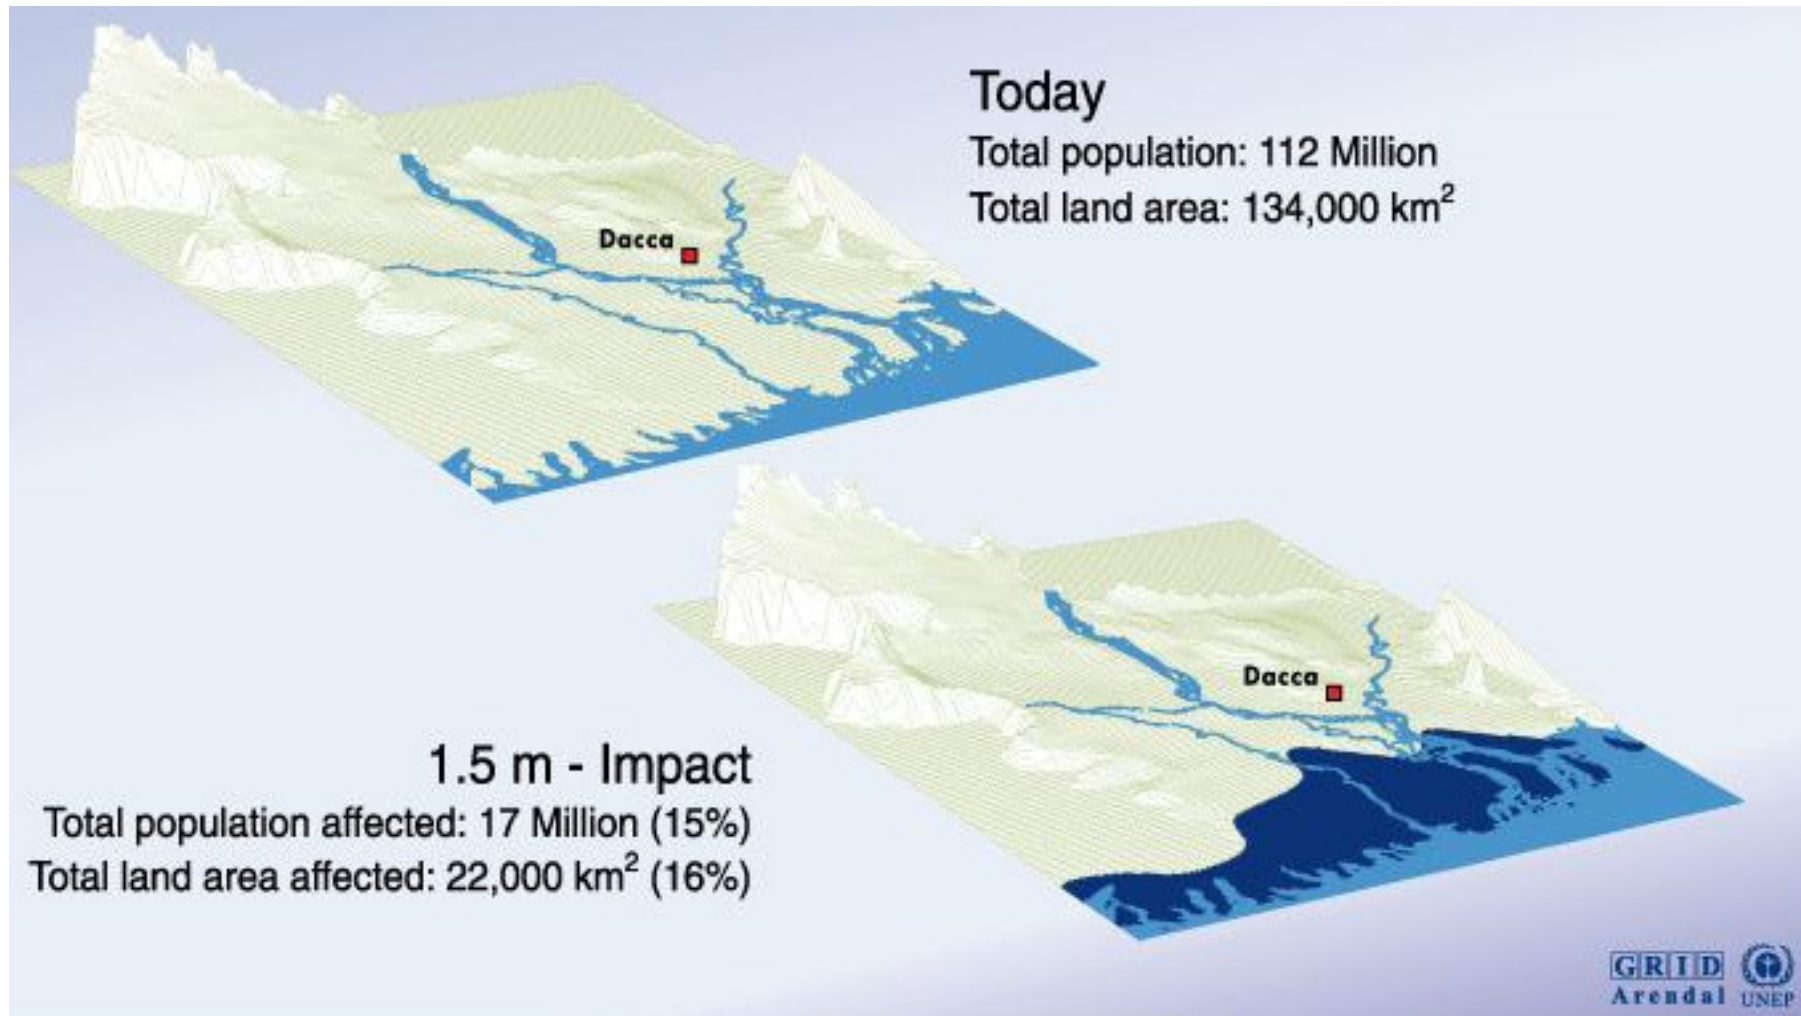 Today
Total population: 112 Million
Total land area: 134,000 km²
Dacca
Dacca
1.5 m - Impact
Total population affected: 17 Million (15%)
Total land area affected: 22,000 km² (16%)
GRID
Arendal
UNEP